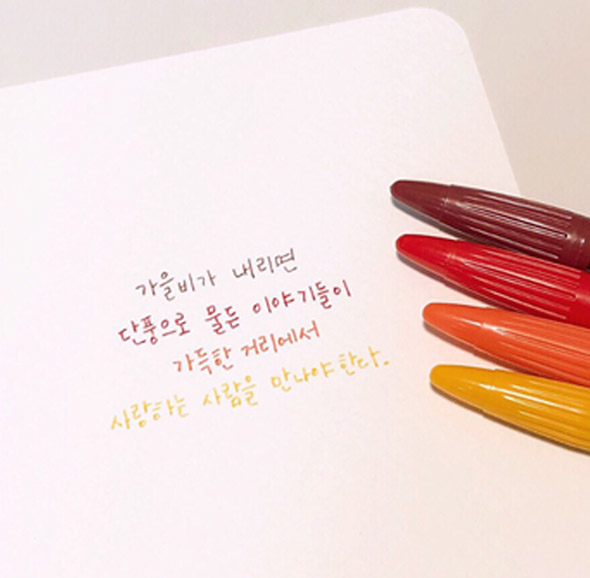 가을비가 내리면
단풍으로 물든 이야기들이
가득한 거리에서
사랑하는 사람을 만나야한다.